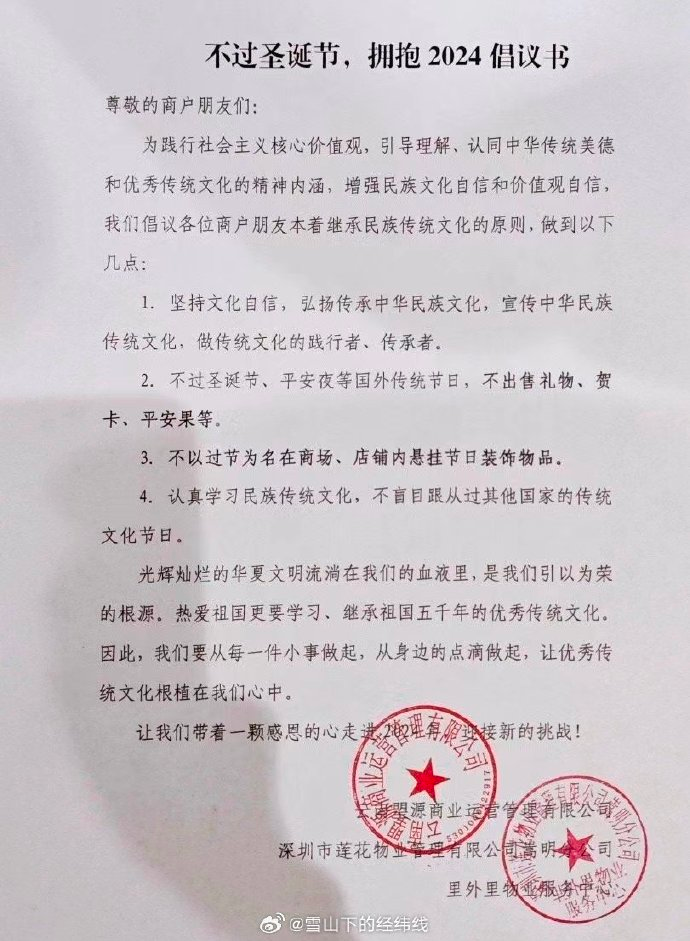 不过圣诞节，拥抱 2024 倡议书
尊敬的商户朋友们：
为践行社会主义核心价值观，引导理解、认同中华传统美德
和优秀传统文化的精神内涵，增强民族文化自信和价值观自信，
我们倡议各位商户朋友本着继承民族传统文化的原则，做到以下
几点：
1. 坚持文化自信，弘扬传承中华民族文化，宣传中华民族
传统文化，做传统文化的践行者、传承者。
2. 不过圣诞节、平安夜等国外传统节日，不出售礼物、贺
卡、平安果等。
3. 不以过节为名在商场、店铺内悬挂节日装饰物品。
4. 认真学习民族传统文化，不盲目跟从过其他国家的传统
文化节日。
光辉灿烂的华夏文明流淌在我们的血液里，是我们引以为荣
的根源。热爱祖国更要学习、继承祖国五千年的优秀传统文化。
因此，我们要从每一件小事做起，从身边的点滴做起，让优秀传
统文化根植在我们心中。
让我们带着一颗感恩的心走进 2024 年，迎接新的挑战！
云南曌源商业运营管理有限公司
深圳市莲花物业管理有限公司嵩明分公司
里外里物业服务中心
@雪山下的经纬线